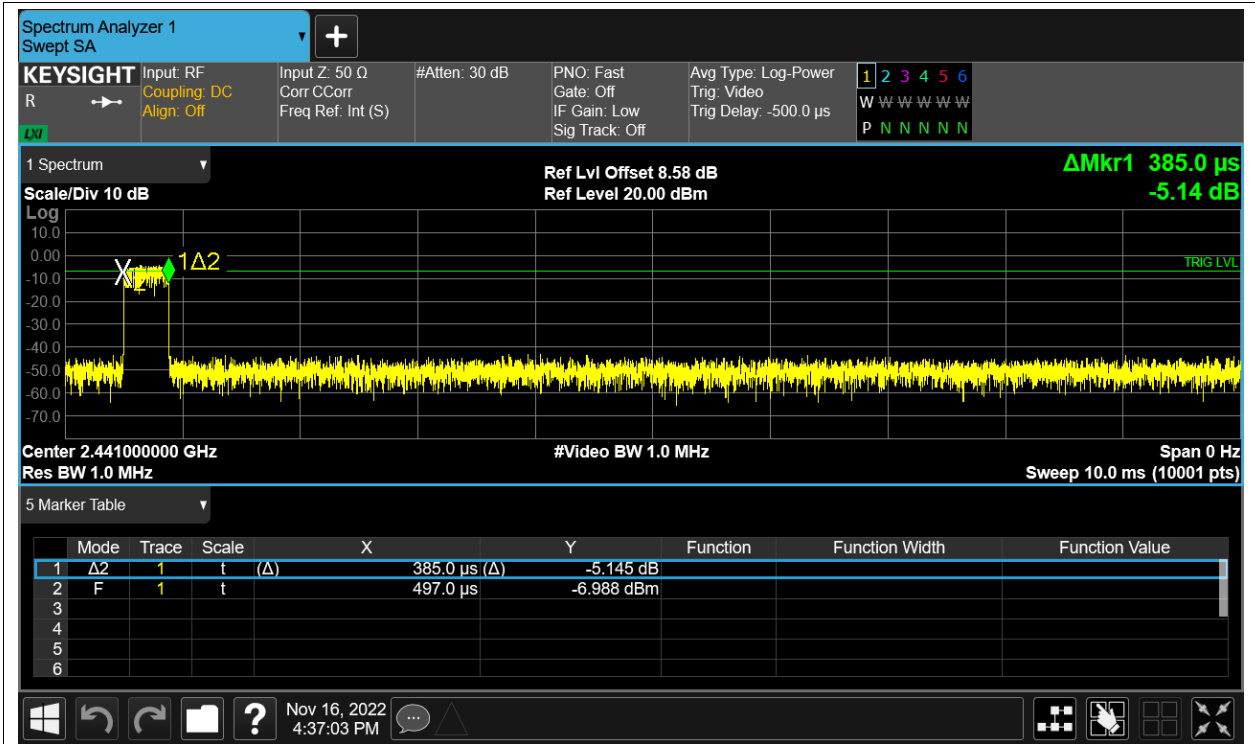 Spectrum Analyzer 1
Swept SA
KEYSIGHT Input: RF Input Z: 50 Ω #Atten: 30 dB PNO: Fast Avg Type: Log-Power 1 2 3 4 5 6
R Coupling: DC Corr CCorr Gate: Off Trig: Video W W W W W W
Align: Off Freq Ref: Int (S) IF Gain: Low Trig Delay: -500.0 µs
LXI Sig Track: Off P N N N N N
1 Spectrum Ref Lvl Offset 8.58 dB ΔMkr1 385.0 µs
Scale/Div 10 dB Ref Level 20.00 dBm -5.14 dB
Log
10.0
0.00 1Δ2 TRIG LVL
-10.0 X
-20.0
-30.0
-40.0
-50.0
-60.0
-70.0
Center 2.441000000 GHz #Video BW 1.0 MHz Span 0 Hz
Res BW 1.0 MHz Sweep 10.0 ms (10001 pts)
5 Marker Table
Mode Trace Scale X Y Function Function Width Function Value
1 Δ2 1 t (Δ) 385.0 µs (Δ) -5.145 dB
2 F 1 t 497.0 µs -6.988 dBm
3
4
5
6
? Nov 16, 2022
4:37:03 PM